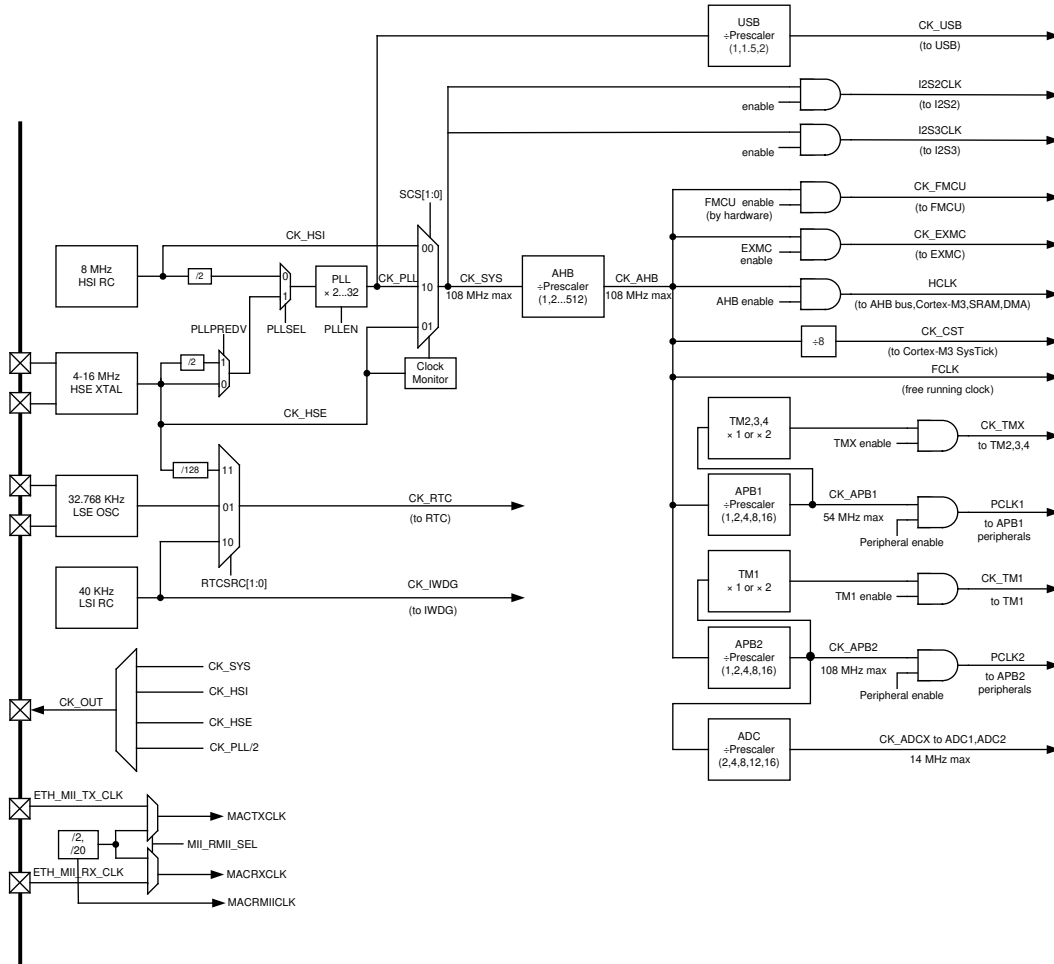 USB
÷Prescaler
(1,1.5,2)
CK_USB
(to USB)
I2S2CLK
(to I2S2)
enable
I2S3CLK
(to I2S3)
enable
SCS[1:0]
CK_FMCU
(to FMCU)
FMCU enable
(by hardware)
CK_EXMC
(to EXMC)
EXMC
enable
CK_HSI
00
8 MHz
HSI RC
/2
0
1
PLL
× 2...32
CK_PLL
10
CK_SYS
108 MHz max
AHB
÷Prescaler
(1,2...512)
CK_AHB
108 MHz max
HCLK
(to AHB bus,Cortex-M3,SRAM,DMA)
AHB enable
PLLPREDV
PLLSEL
PLLEN
01
÷8
CK_CST
(to Cortex-M3 SysTick)
4-16 MHz
HSE XTAL
/2
1
0
Clock
Monitor
FCLK
(free running clock)
CK_HSE
TM2,3,4
× 1 or × 2
TMX enable
CK_TMX
to TM2,3,4
/128
11
32.768 KHz
LSE OSC
01
CK_RTC
(to RTC)
10
APB1
÷Prescaler
(1,2,4,8,16)
CK_APB1
54 MHz max
Peripheral enable
PCLK1
to APB1
peripherals
RTCSRC[1:0]
40 KHz
LSI RC
CK_IWDG
(to IWDG)
TM1
× 1 or × 2
TM1 enable
CK_TM1
to TM1
APB2
÷Prescaler
(1,2,4,8,16)
CK_APB2
108 MHz max
Peripheral enable
PCLK2
to APB2
peripherals
CK_SYS
CK_HSI
CK_OUT
CK_HSE
CK_PLL/2
ADC
÷Prescaler
(2,4,8,12,16)
CK_ADCX to ADC1,ADC2
14 MHz max
ETH_MII_TX_CLK
MACTXCLK
/2,
/20
MII_RMII_SEL
ETH_MII_RX_CLK
MACRXCLK
MACRMIICLK